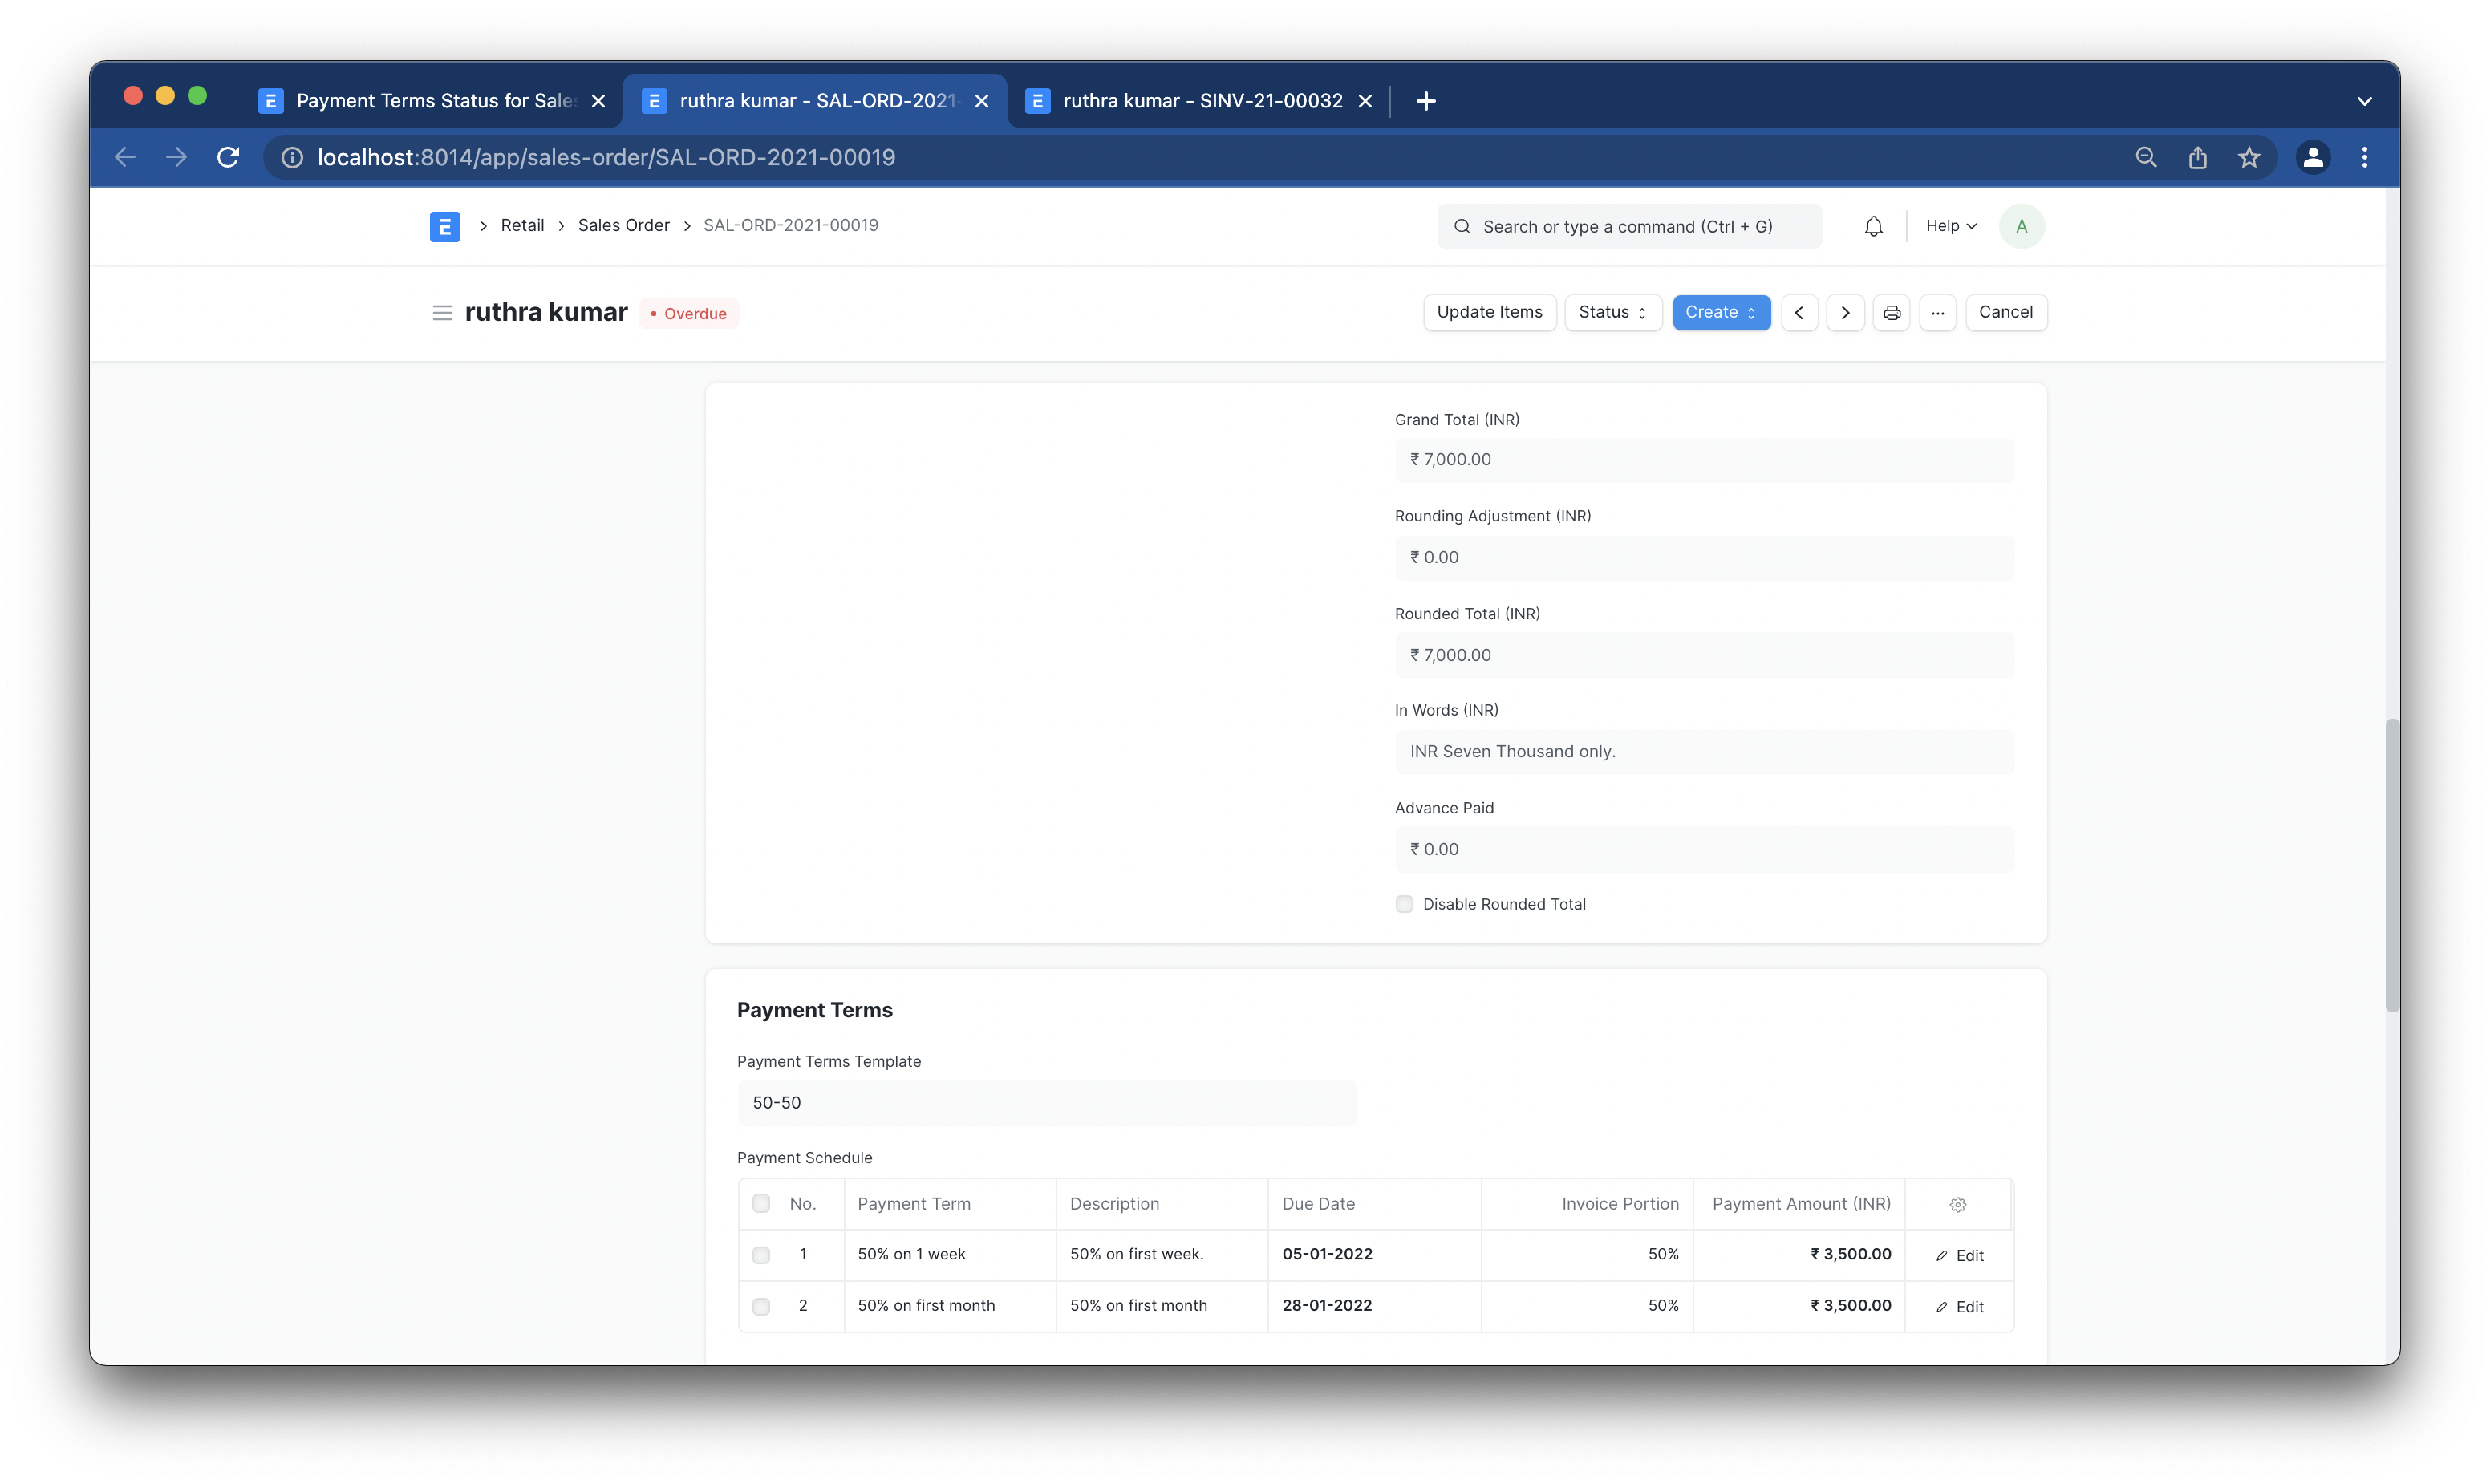 Payment Terms Status for Sales
ruthra kumar - SAL-ORD-2021-
ruthra kumar - SINV-21-00032
localhost:8014/app/sales-order/SAL-ORD-2021-00019
E > Retail > Sales Order > SAL-ORD-2021-00019
Search or type a command (Ctrl + G)
Help
A
ruthra kumar
• Overdue
Update Items
Status
Create
Cancel
Grand Total (INR)
₹ 7,000.00
Rounding Adjustment (INR)
₹ 0.00
Rounded Total (INR)
₹ 7,000.00
In Words (INR)
INR Seven Thousand only.
Advance Paid
₹ 0.00
Disable Rounded Total
Payment Terms
Payment Terms Template
50-50
Payment Schedule
No. Payment Term Description Due Date Invoice Portion Payment Amount (INR)
1 50% on 1 week 50% on first week. 05-01-2022 50% ₹ 3,500.00 Edit
2 50% on first month 50% on first month 28-01-2022 50% ₹ 3,500.00 Edit